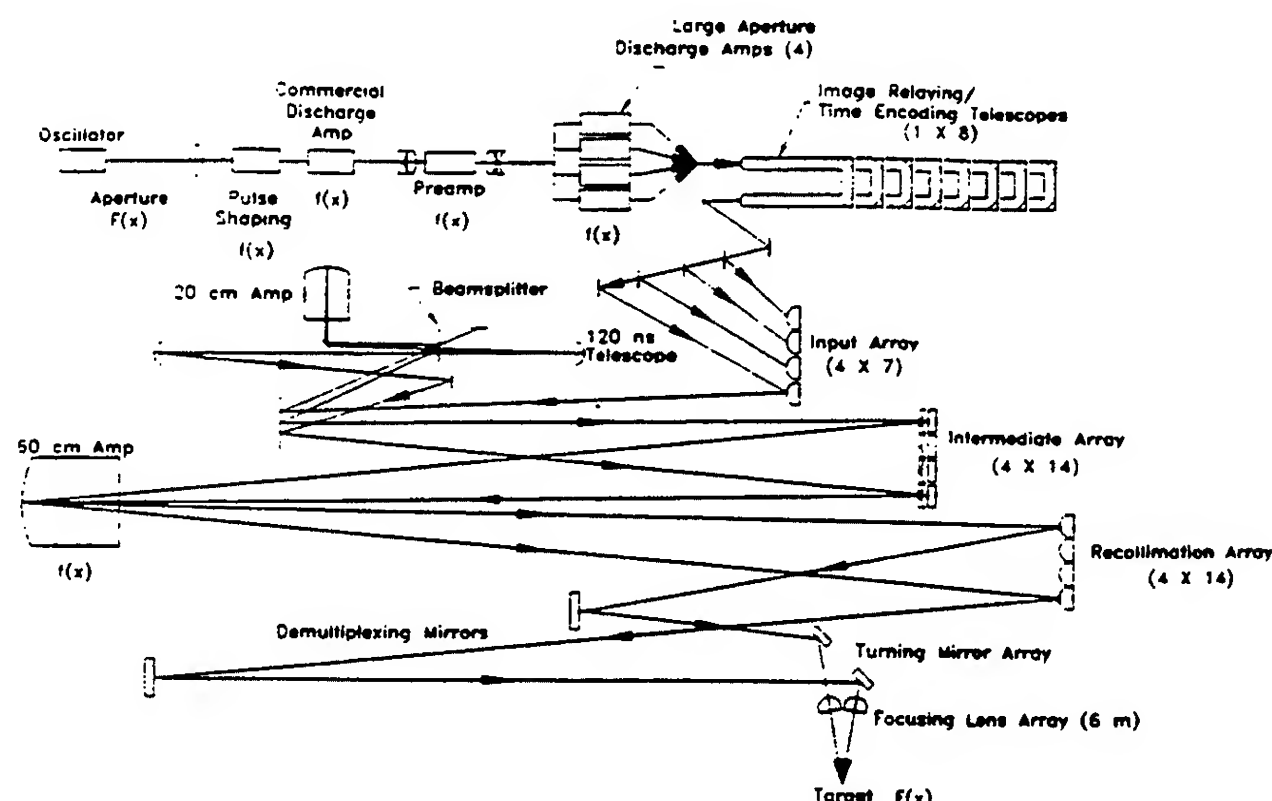 Large Aperture
Discharge Amps (4)
Commercial
Discharge
Amp
Image Relaying/
Time Encoding Telescopes
(1 X 8)
Oscillator
Aperture
F(x)
Pulse
Shaping
f(x)
f(x)
Preamp
f(x)
f(x)
20 cm Amp
Beamsplitter
120 ns
Telescope
Input Array
(4 X 7)
60 cm Amp
f(x)
Intermediate Array
(4 X 14)
Recollimation Array
(4 X 14)
Demultiplexing Mirrors
Turning Mirror Array
Focusing Lens Array (6 m)
Target F(x)